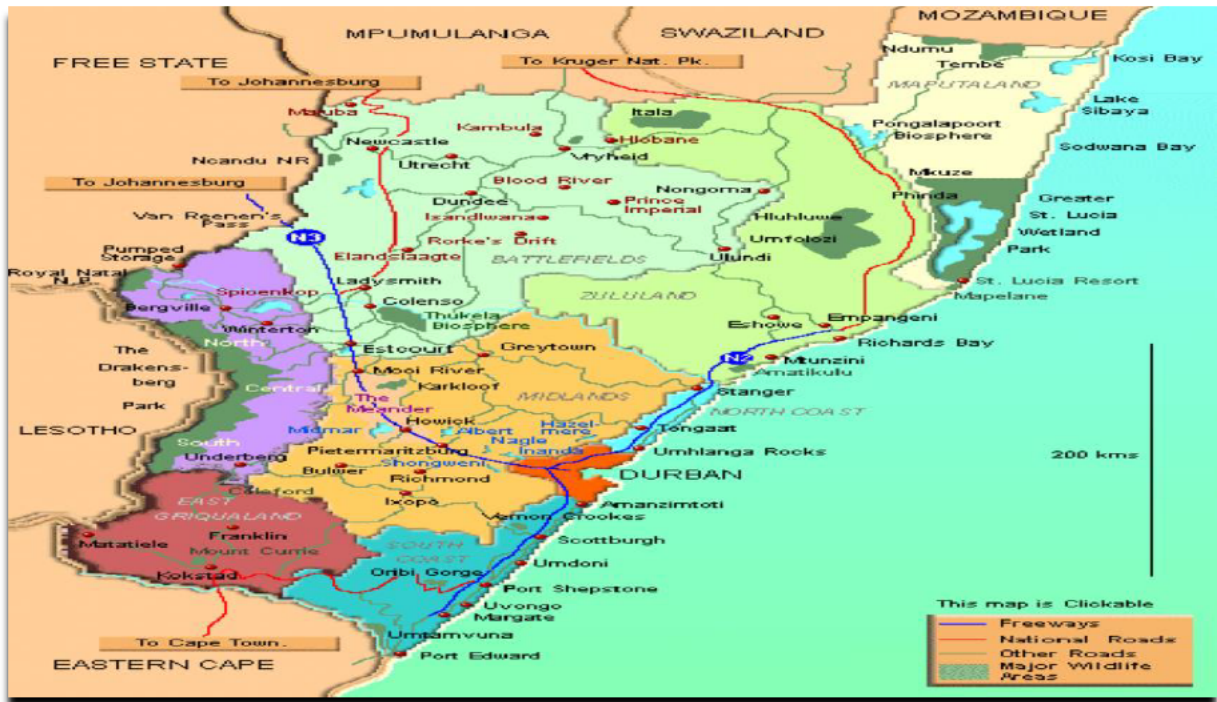 MOZAMBIQUE
MPUMULANGA
SWAZILAND
FREE STATE
To Johannesburg
To Kruger Nat. Pk.
Ndumu
Tembe
Kosi Bay
MAPUTALAND
Lake
Sibaya
Majuba
Itala
Kambula
Hlobane
Pongalapoort
Biosphere
Newcastle
Ncandu NR
Utrecht
Vryheid
Sodwana Bay
To Johannesburg
Blood River
Nongoma
Mkuze
Phinda
Greater
St. Lucia
Wetland
Park
Dundee
Prince
Imperial
Van Reenen's
Pass
Isandlwana
Hluhluwe
Umfolozi
N3
Rorke's Drift
Pumped
Storage
Elandslaagte
BATTLEFIELDS
Ulundi
Royal Natal
N.P.
Ladysmith
St. Lucia Resort
Mapelane
Spioenkop
ZULULAND
Bergville
Colenso
Thukela
Biosphere
Winterton
Eshowe
Empangeni
North
Estcourt
Greytown
Richards Bay
The
Drakens-
berg
Park
N2
Mtunzini
Amatikulu
Mooi River
Karkloof
Central
Stanger
The
Meander
MIDLANDS
NORTH COAST
LESOTHO
Howick
Midmar
Albert
Hazel-
mere
Tongaat
South
Nagle
Inanda
Pietermaritzburg
Umhlanga Rocks
200 kms
Underberg
Shongweni
Bulwer
Richmond
DURBAN
Coleford
Ixopo
Amanzimtoti
EAST
GRIQUALAND
Vernon Crookes
Franklin
Scottburgh
Matatiele
Mount Currie
SOUTH
COAST
Kokstad
Oribi Gorge
Umdoni
Port Shepstone
Uvongo
Margate
This map is Clickable
Freeways
To Cape Town.
Umtamvuna
National Roads
EASTERN CAPE
Port Edward
Other Roads
Major Wildlife
Areas